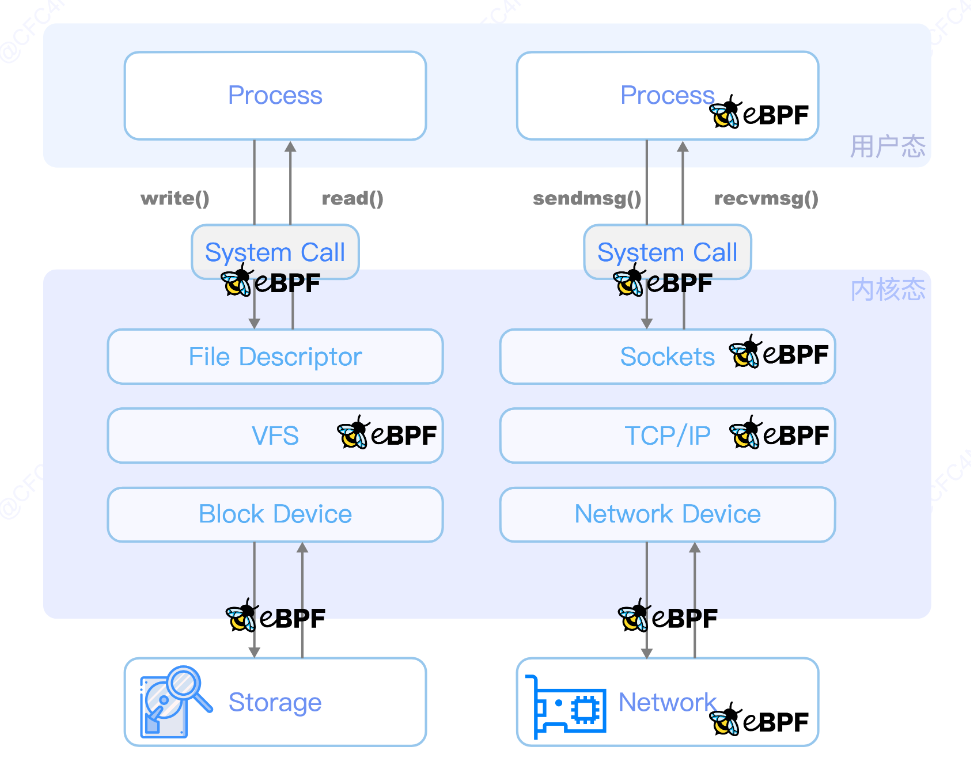 Process
Process
eBPF
用户态
write()
read()
sendmsg()
recvmsg()
System Call
System Call
eBPF
eBPF
内核态
File Descriptor
Sockets
eBPF
VFS
eBPF
TCP/IP
eBPF
Block Device
Network Device
eBPF
eBPF
Storage
Network
eBPF